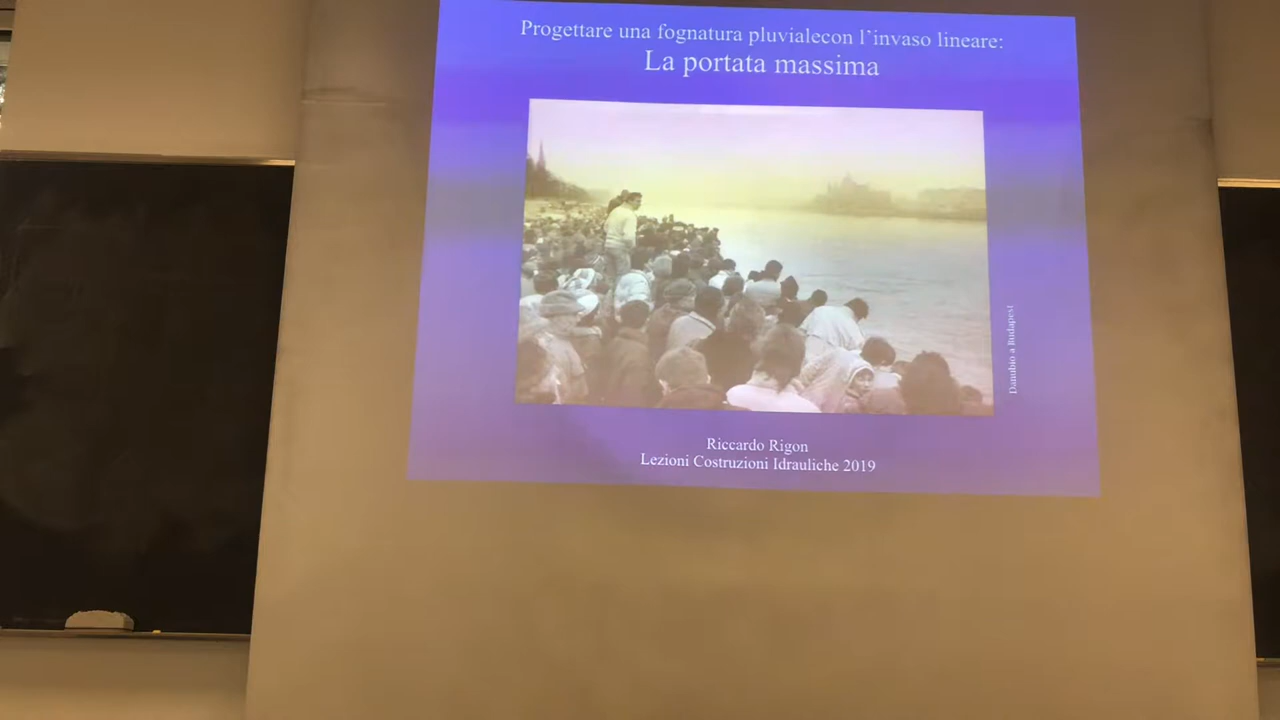 Progettare una fognatura pluvialecon l'invaso lineare:
La portata massima
Danubio a Budapest
Riccardo Rigon
Lezioni Costruzioni Idrauliche 2019